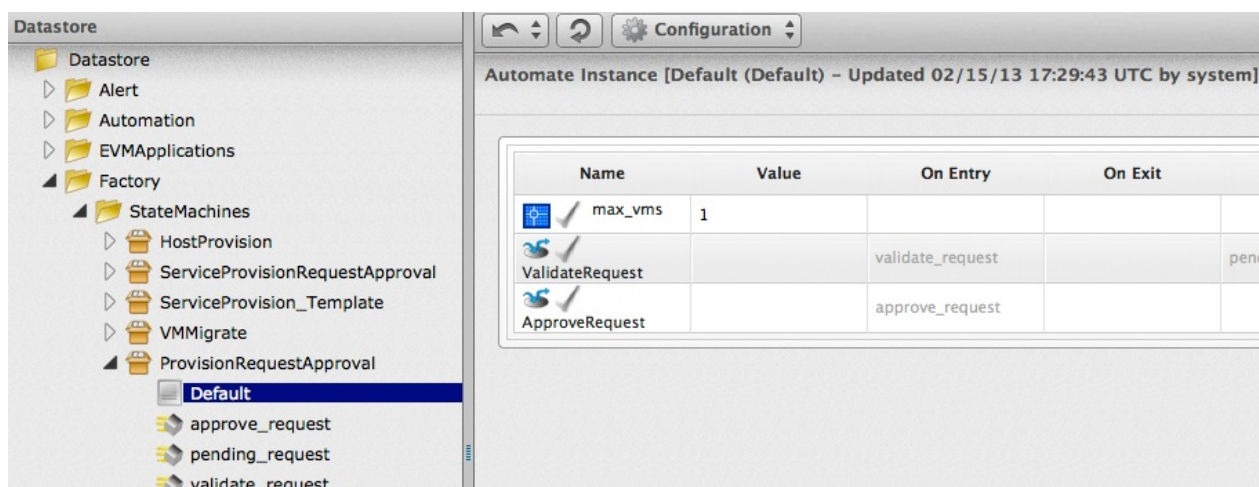 Datastore
Datastore
Alert
Automation
EVMApplications
Factory
StateMachines
HostProvision
ServiceProvisionRequestApproval
ServiceProvision_Template
VMMigrate
ProvisionRequestApproval
Default
approve_request
pending_request
validate_request
Configuration
Automate Instance [Default (Default) – Updated 02/15/13 17:29:43 UTC by system]
Name Value On Entry On Exit
max_vms 1
ValidateRequest validate_request
ApproveRequest approve_request